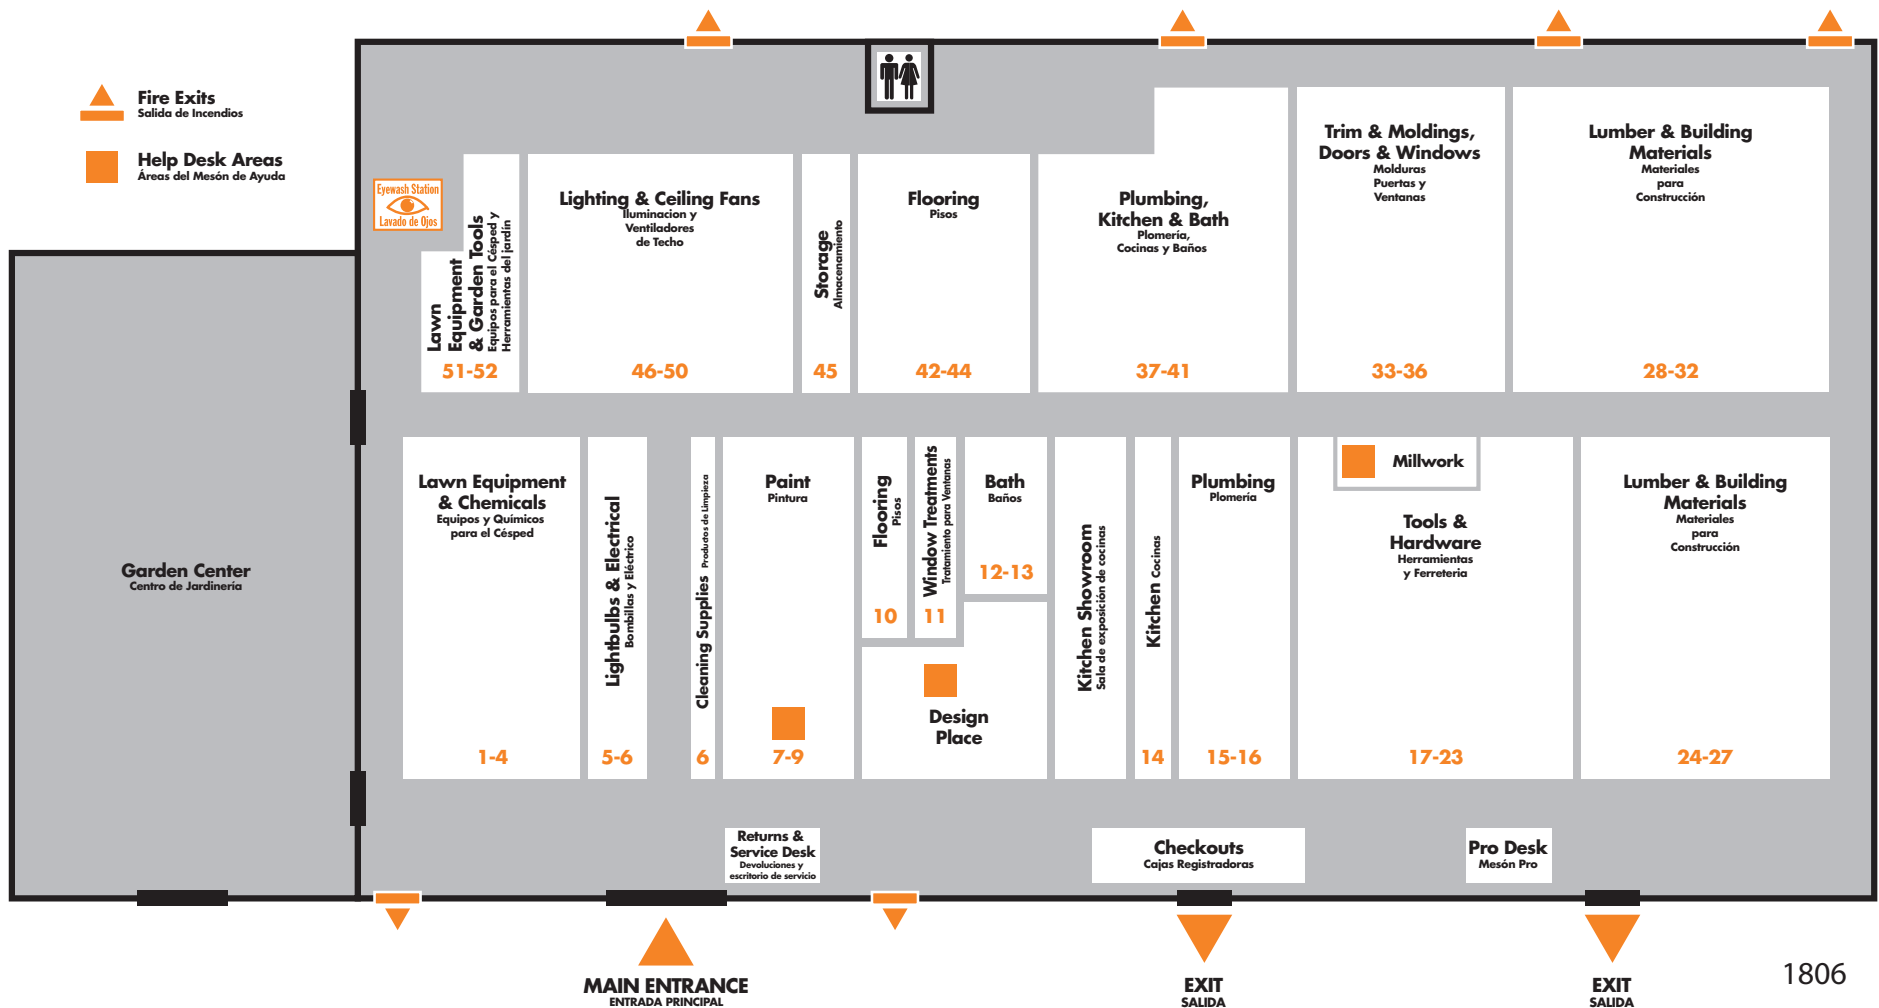 Fire Exits
Salida de Incendios
Help Desk Areas
Áreas del Mesón de Ayuda
Eyewash Station
Lavado de Ojos
Lawn
Equipment
& Garden Tools
Equipos para el Césped y
Herramientas del jardín
51-52
Lighting & Ceiling Fans
Iluminacion y
Ventiladores
de Techo
46-50
Storage
Almacenamiento
45
Flooring
Pisos
42-44
Plumbing,
Kitchen & Bath
Plomería,
Cocinas y Baños
37-41
Trim & Moldings,
Doors & Windows
Molduras
Puertas y
Ventanas
33-36
Lumber & Building
Materials
Materiales
para
Construcción
28-32
Garden Center
Centro de Jardinería
Lawn Equipment
& Chemicals
Equipos y Químicos
para el Césped
1-4
Lightbulbs & Electrical
Bombillas y Eléctrico
5-6
Cleaning Supplies Productos de Limpieza
6
Paint
Pintura
7-9
Flooring
Pisos
10
Window Treatments
Tratamiento para Ventanas
11
Bath
Baños
12-13
Design
Place
Kitchen Showroom
Sala de exposición de cocinas
Kitchen Cocinas
14
Plumbing
Plomería
15-16
Millwork
Tools &
Hardware
Herramientas
y Ferreteria
17-23
Lumber & Building
Materials
Materiales
para
Construcción
24-27
Returns &
Service Desk
Devoluciones y
escritorio de servicio
Checkouts
Cajas Registradoras
Pro Desk
Mesón Pro
MAIN ENTRANCE
ENTRADA PRINCIPAL
EXIT
SALIDA
EXIT
SALIDA
1806